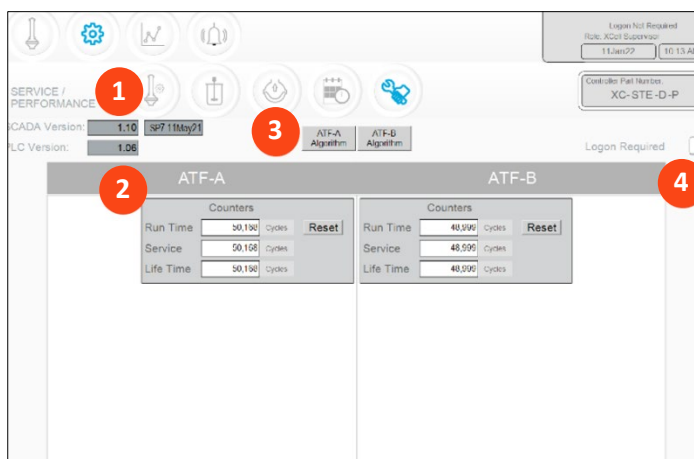 Logon Not Required
Role, XCell Supervisor
11Jan22 10:13 A
Controller Part Number.
XC-STE-D-P
SERVICE /
PERFORMANCE
1
3
SCADA Version: 1.10 SP7 11May21
PLC Version: 1.06
ATF-A
Algorithm
ATF-B
Algorithm
Logon Required
2
4
ATF-A
ATF-B
Counters
Run Time 50,168 Cycles Reset
Service 50,168 Cycles
Life Time 50,168 Cycles
Counters
Run Time 48,999 Cycles Reset
Service 48,999 Cycles
Life Time 48,999 Cycles